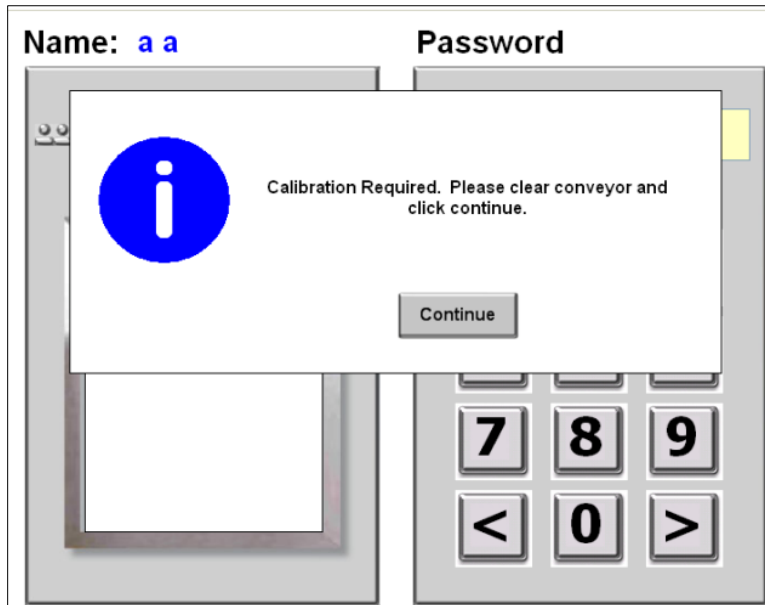 Name: a a
Password
Calibration Required. Please clear conveyor and
click continue.
Continue
7 8 9
< 0 >